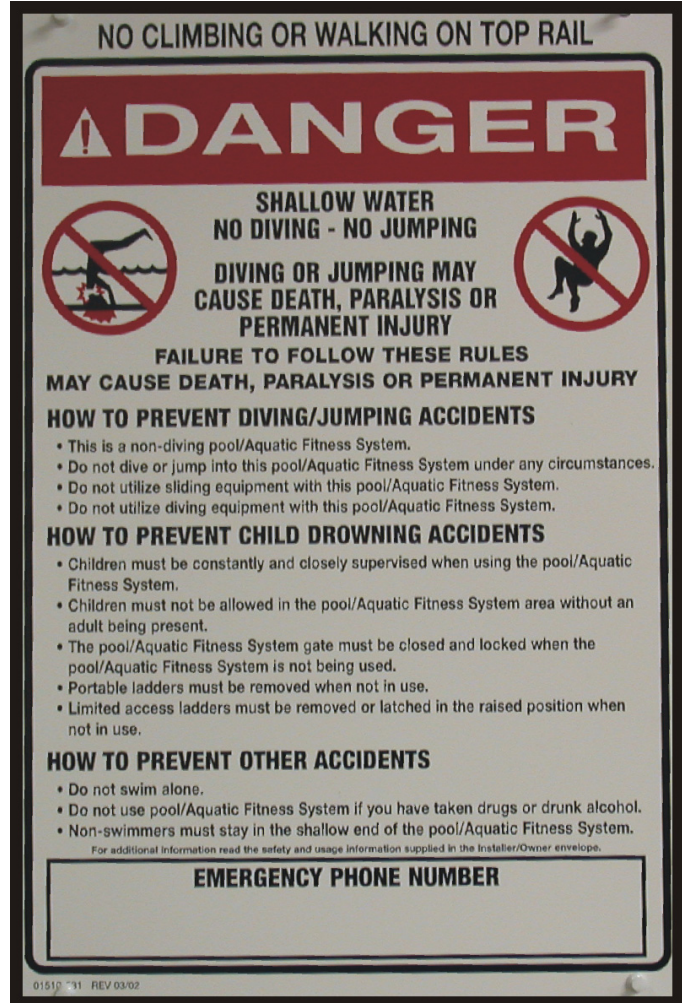 NO CLIMBING OR WALKING ON TOP RAIL
DANGER
SHALLOW WATER
NO DIVING - NO JUMPING
DIVING OR JUMPING MAY
CAUSE DEATH, PARALYSIS OR
PERMANENT INJURY
FAILURE TO FOLLOW THESE RULES
MAY CAUSE DEATH, PARALYSIS OR PERMANENT INJURY
HOW TO PREVENT DIVING/JUMPING ACCIDENTS
• This is a non-diving pool/Aquatic Fitness System.
• Do not dive or jump into this pool/Aquatic Fitness System under any circumstances.
• Do not utilize sliding equipment with this pool/Aquatic Fitness System.
• Do not utilize diving equipment with this pool/Aquatic Fitness System.
HOW TO PREVENT CHILD DROWNING ACCIDENTS
• Children must be constantly and closely supervised when using the pool/Aquatic
Fitness System.
• Children must not be allowed in the pool/Aquatic Fitness System area without an
adult being present.
• The pool/Aquatic Fitness System gate must be closed and locked when the
pool/Aquatic Fitness System is not being used.
• Portable ladders must be removed when not in use.
• Limited access ladders must be removed or latched in the raised position when
not in use.
HOW TO PREVENT OTHER ACCIDENTS
• Do not swim alone.
• Do not use pool/Aquatic Fitness System if you have taken drugs or drunk alcohol.
• Non-swimmers must stay in the shallow end of the pool/Aquatic Fitness System.
For additional information read the safety and usage information supplied in the Installer/Owner envelope.
EMERGENCY PHONE NUMBER
REV 03/02